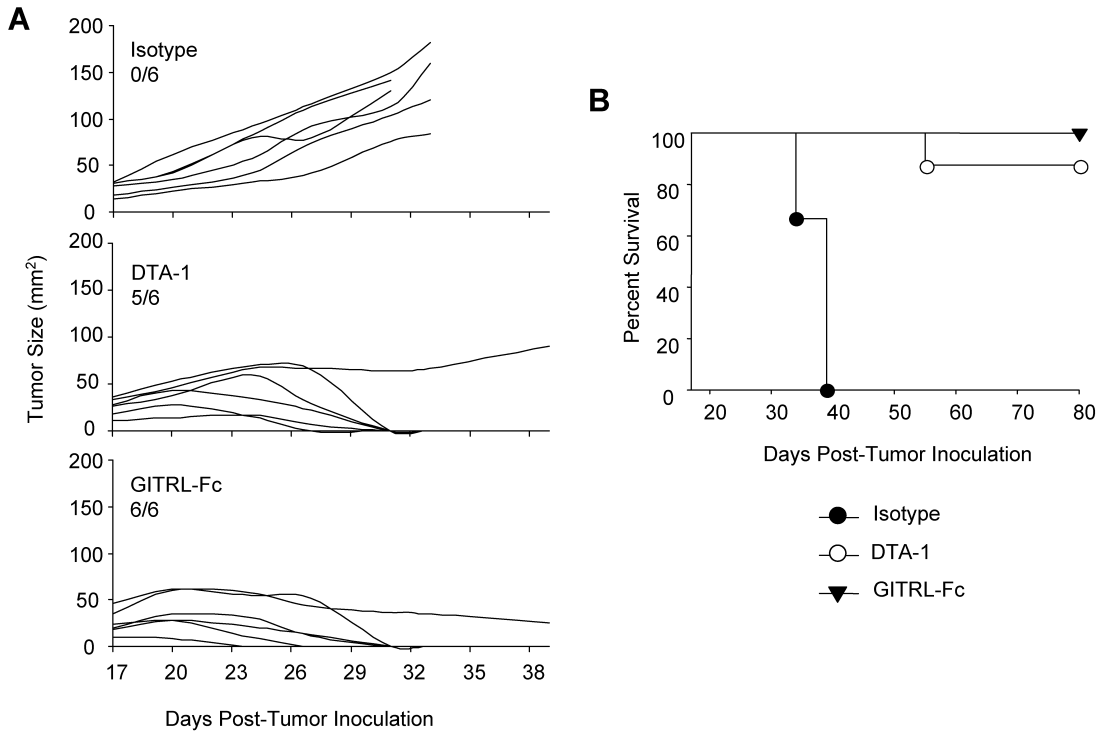 A
200
Isotype
0/6
150
100
50
0
200
DTA-1
5/6
150
100
50
0
200
GITRL-Fc
6/6
150
100
50
0
17 20 23 26 29 32 35 38
Tumor Size (mm²)
Days Post-Tumor Inoculation
B
100
80
60
40
20
0
20 30 40 50 60 70 80
Percent Survival
Days Post-Tumor Inoculation
Isotype
DTA-1
GITRL-Fc